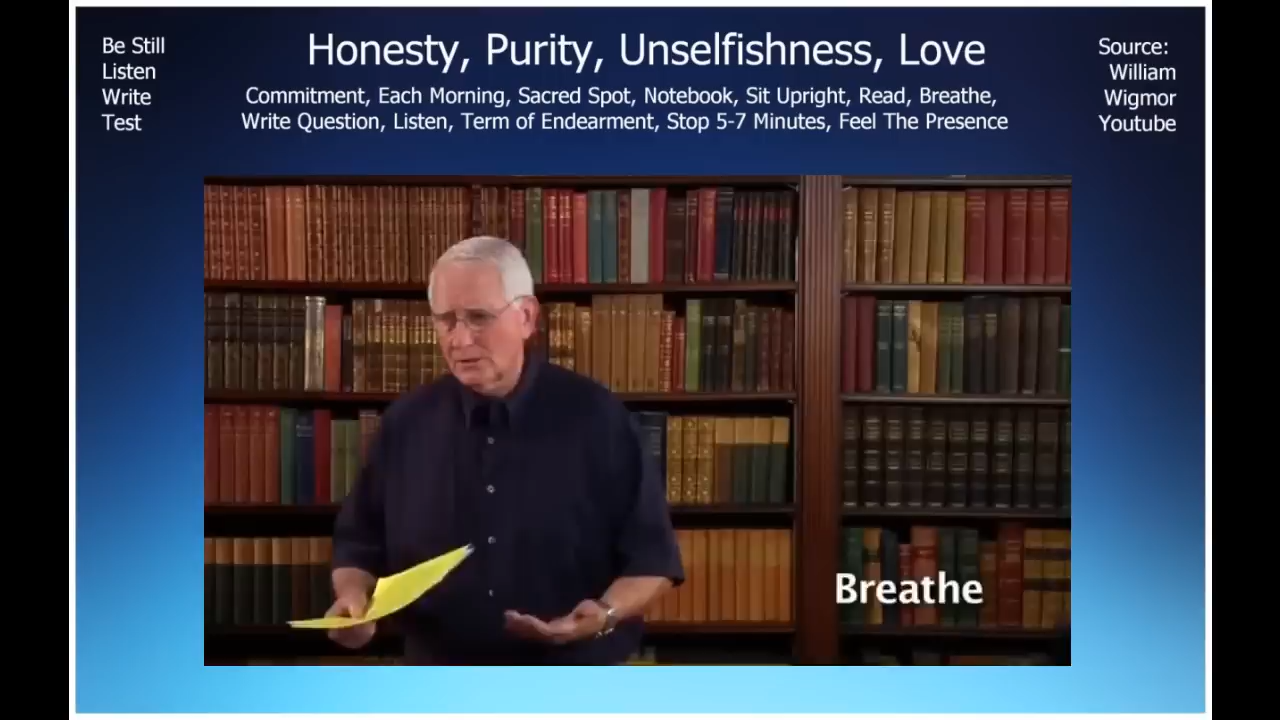 Be Still
Listen
Write
Test
Honesty, Purity, Unselfishness, Love
Commitment, Each Morning, Sacred Spot, Notebook, Sit Upright, Read, Breathe,
Write Question, Listen, Term of Endearment, Stop 5-7 Minutes, Feel The Presence
Source:
William
Wigmor
Youtube
Breathe